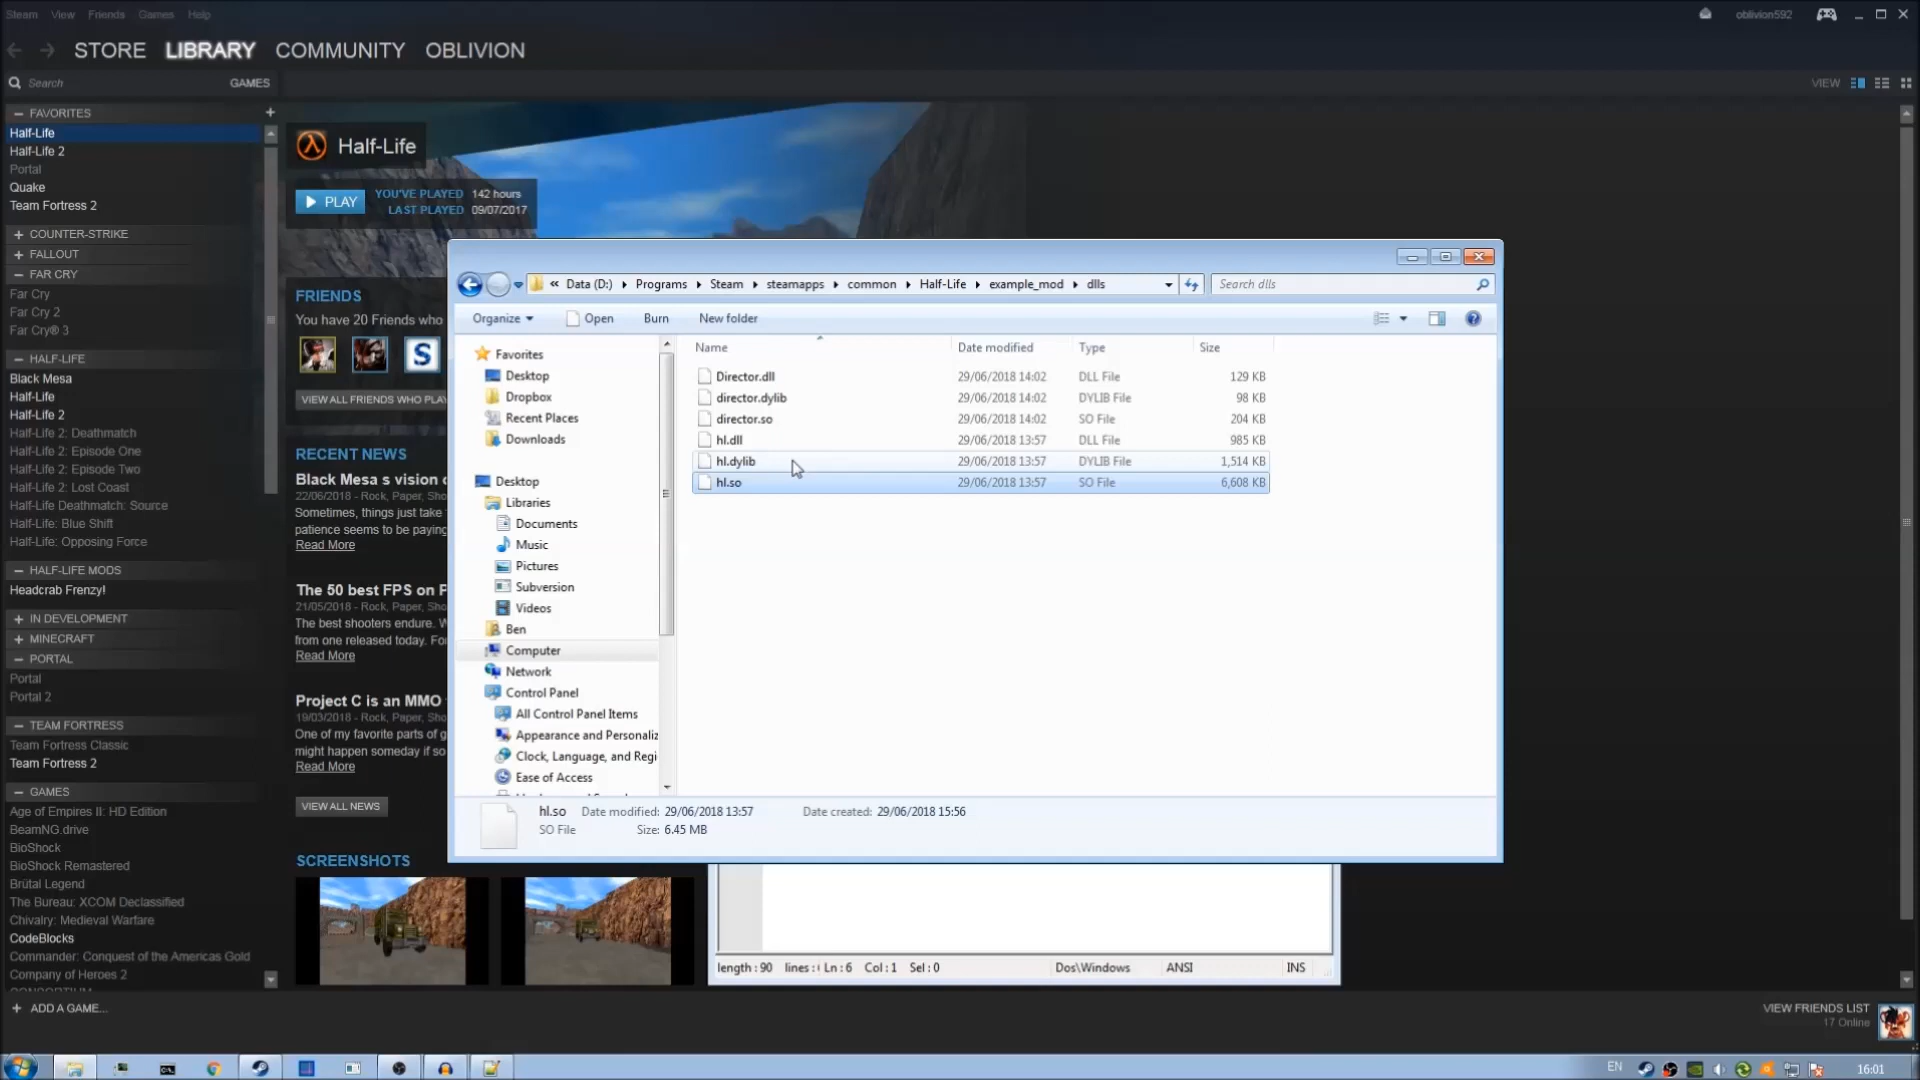 Steam View Friends Games Help
oblivion592
STORE LIBRARY COMMUNITY OBLIVION
Search
GAMES
VIEW
FAVORITES
Half-Life
Half-Life 2
Portal
Quake
Team Fortress 2
COUNTER-STRIKE
FALLOUT
FAR CRY
Far Cry
Far Cry 2
Far Cry® 3
HALF-LIFE
Black Mesa
Half-Life
Half-Life 2
Half-Life 2: Deathmatch
Half-Life 2: Episode One
Half-Life 2: Episode Two
Half-Life 2: Lost Coast
Half-Life Deathmatch: Source
Half-Life: Blue Shift
Half-Life: Opposing Force
HALF-LIFE MODS
Headcrab Frenzy!
IN DEVELOPMENT
MINECRAFT
PORTAL
Portal
Portal 2
TEAM FORTRESS
Team Fortress Classic
Team Fortress 2
GAMES
Age of Empires II: HD Edition
BeamNG.drive
BioShock
BioShock Remastered
Brütal Legend
The Bureau: XCOM Declassified
Chivalry: Medieval Warfare
CodeBlocks
Commander: Conquest of the Americas Gold
Company of Heroes 2
ADD A GAME...
Half-Life
PLAY
YOU'VE PLAYED 142 hours
LAST PLAYED 09/07/2017
FRIENDS
You have 20 Friends who
VIEW ALL FRIENDS WHO PLAY
RECENT NEWS
Black Mesa s vision
22/06/2018 - Rock, Paper, Sho
Sometimes, things just take
patience seems to be paying
Read More
The 50 best FPS on P
21/05/2018 - Rock, Paper, Sho
The best shooters endure. W
from one released today. Fo
Read More
Project C is an MMO
19/03/2018 - Rock, Paper, Sho
One of my favorite parts of g
might happen someday if so
Read More
VIEW ALL NEWS
SCREENSHOTS
« Data (D:) Programs Steam steamapps common Half-Life example_mod dlls
Search dlls
Organize Open Burn New folder
Favorites
Desktop
Dropbox
Recent Places
Downloads
Desktop
Libraries
Documents
Music
Pictures
Subversion
Videos
Ben
Computer
Network
Control Panel
All Control Panel Items
Appearance and Personaliz
Clock, Language, and Regi
Ease of Access
Name Date modified Type Size
Director.dll 29/06/2018 14:02 DLL File 129 KB
director.dylib 29/06/2018 14:02 DYLIB File 98 KB
director.so 29/06/2018 14:02 SO File 204 KB
hl.dll 29/06/2018 13:57 DLL File 985 KB
hl.dylib 29/06/2018 13:57 DYLIB File 1,514 KB
hl.so 29/06/2018 13:57 SO File 6,608 KB
hl.so Date modified: 29/06/2018 13:57 Date created: 29/06/2018 15:56
SO File Size: 6.45 MB
length : 90 lines : Ln : 6 Col : 1 Sel : 0 Dos\Windows ANSI INS
VIEW FRIENDS LIST
17 Online
EN
16:01